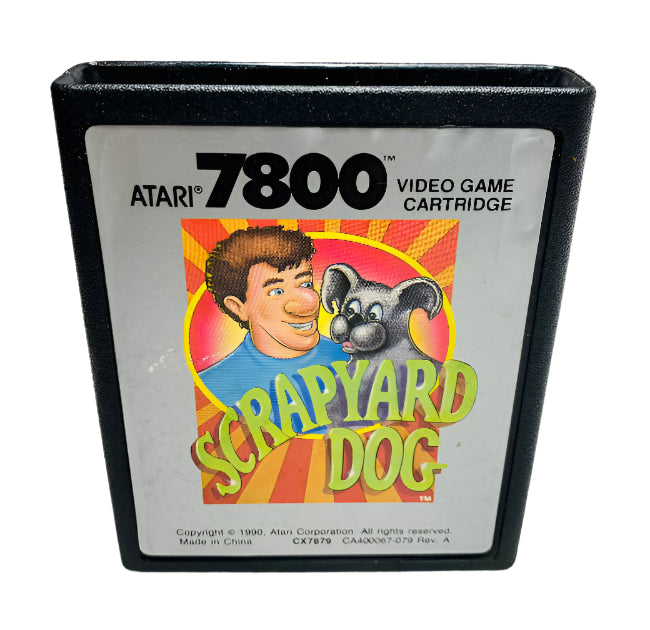 ATARI® 7800™ VIDEO GAME
CARTRIDGE
SCRAPYARD
DOG TM
Copyright © 1990, Atari Corporation. All rights reserved.
Made in China. CX7879 CA400067-079 Rev. A